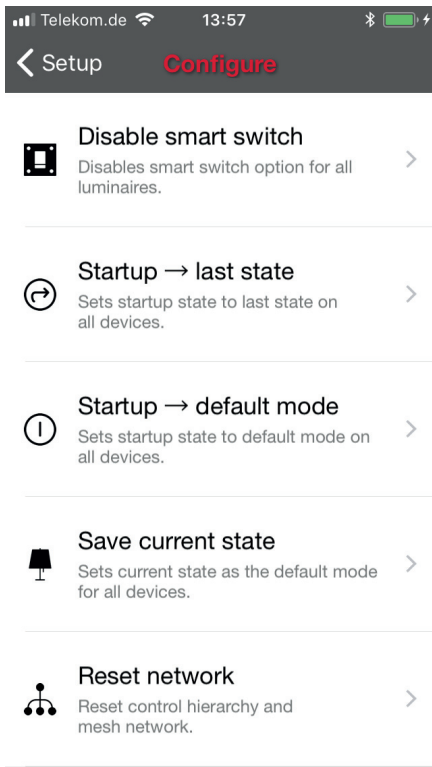 Telekom.de 13:57
Setup Configure
Disable smart switch
Disables smart switch option for all
luminaires.
Startup → last state
Sets startup state to last state on
all devices.
Startup → default mode
Sets startup state to default mode on
all devices.
Save current state
Sets current state as the default mode
for all devices.
Reset network
Reset control hierarchy and
mesh network.